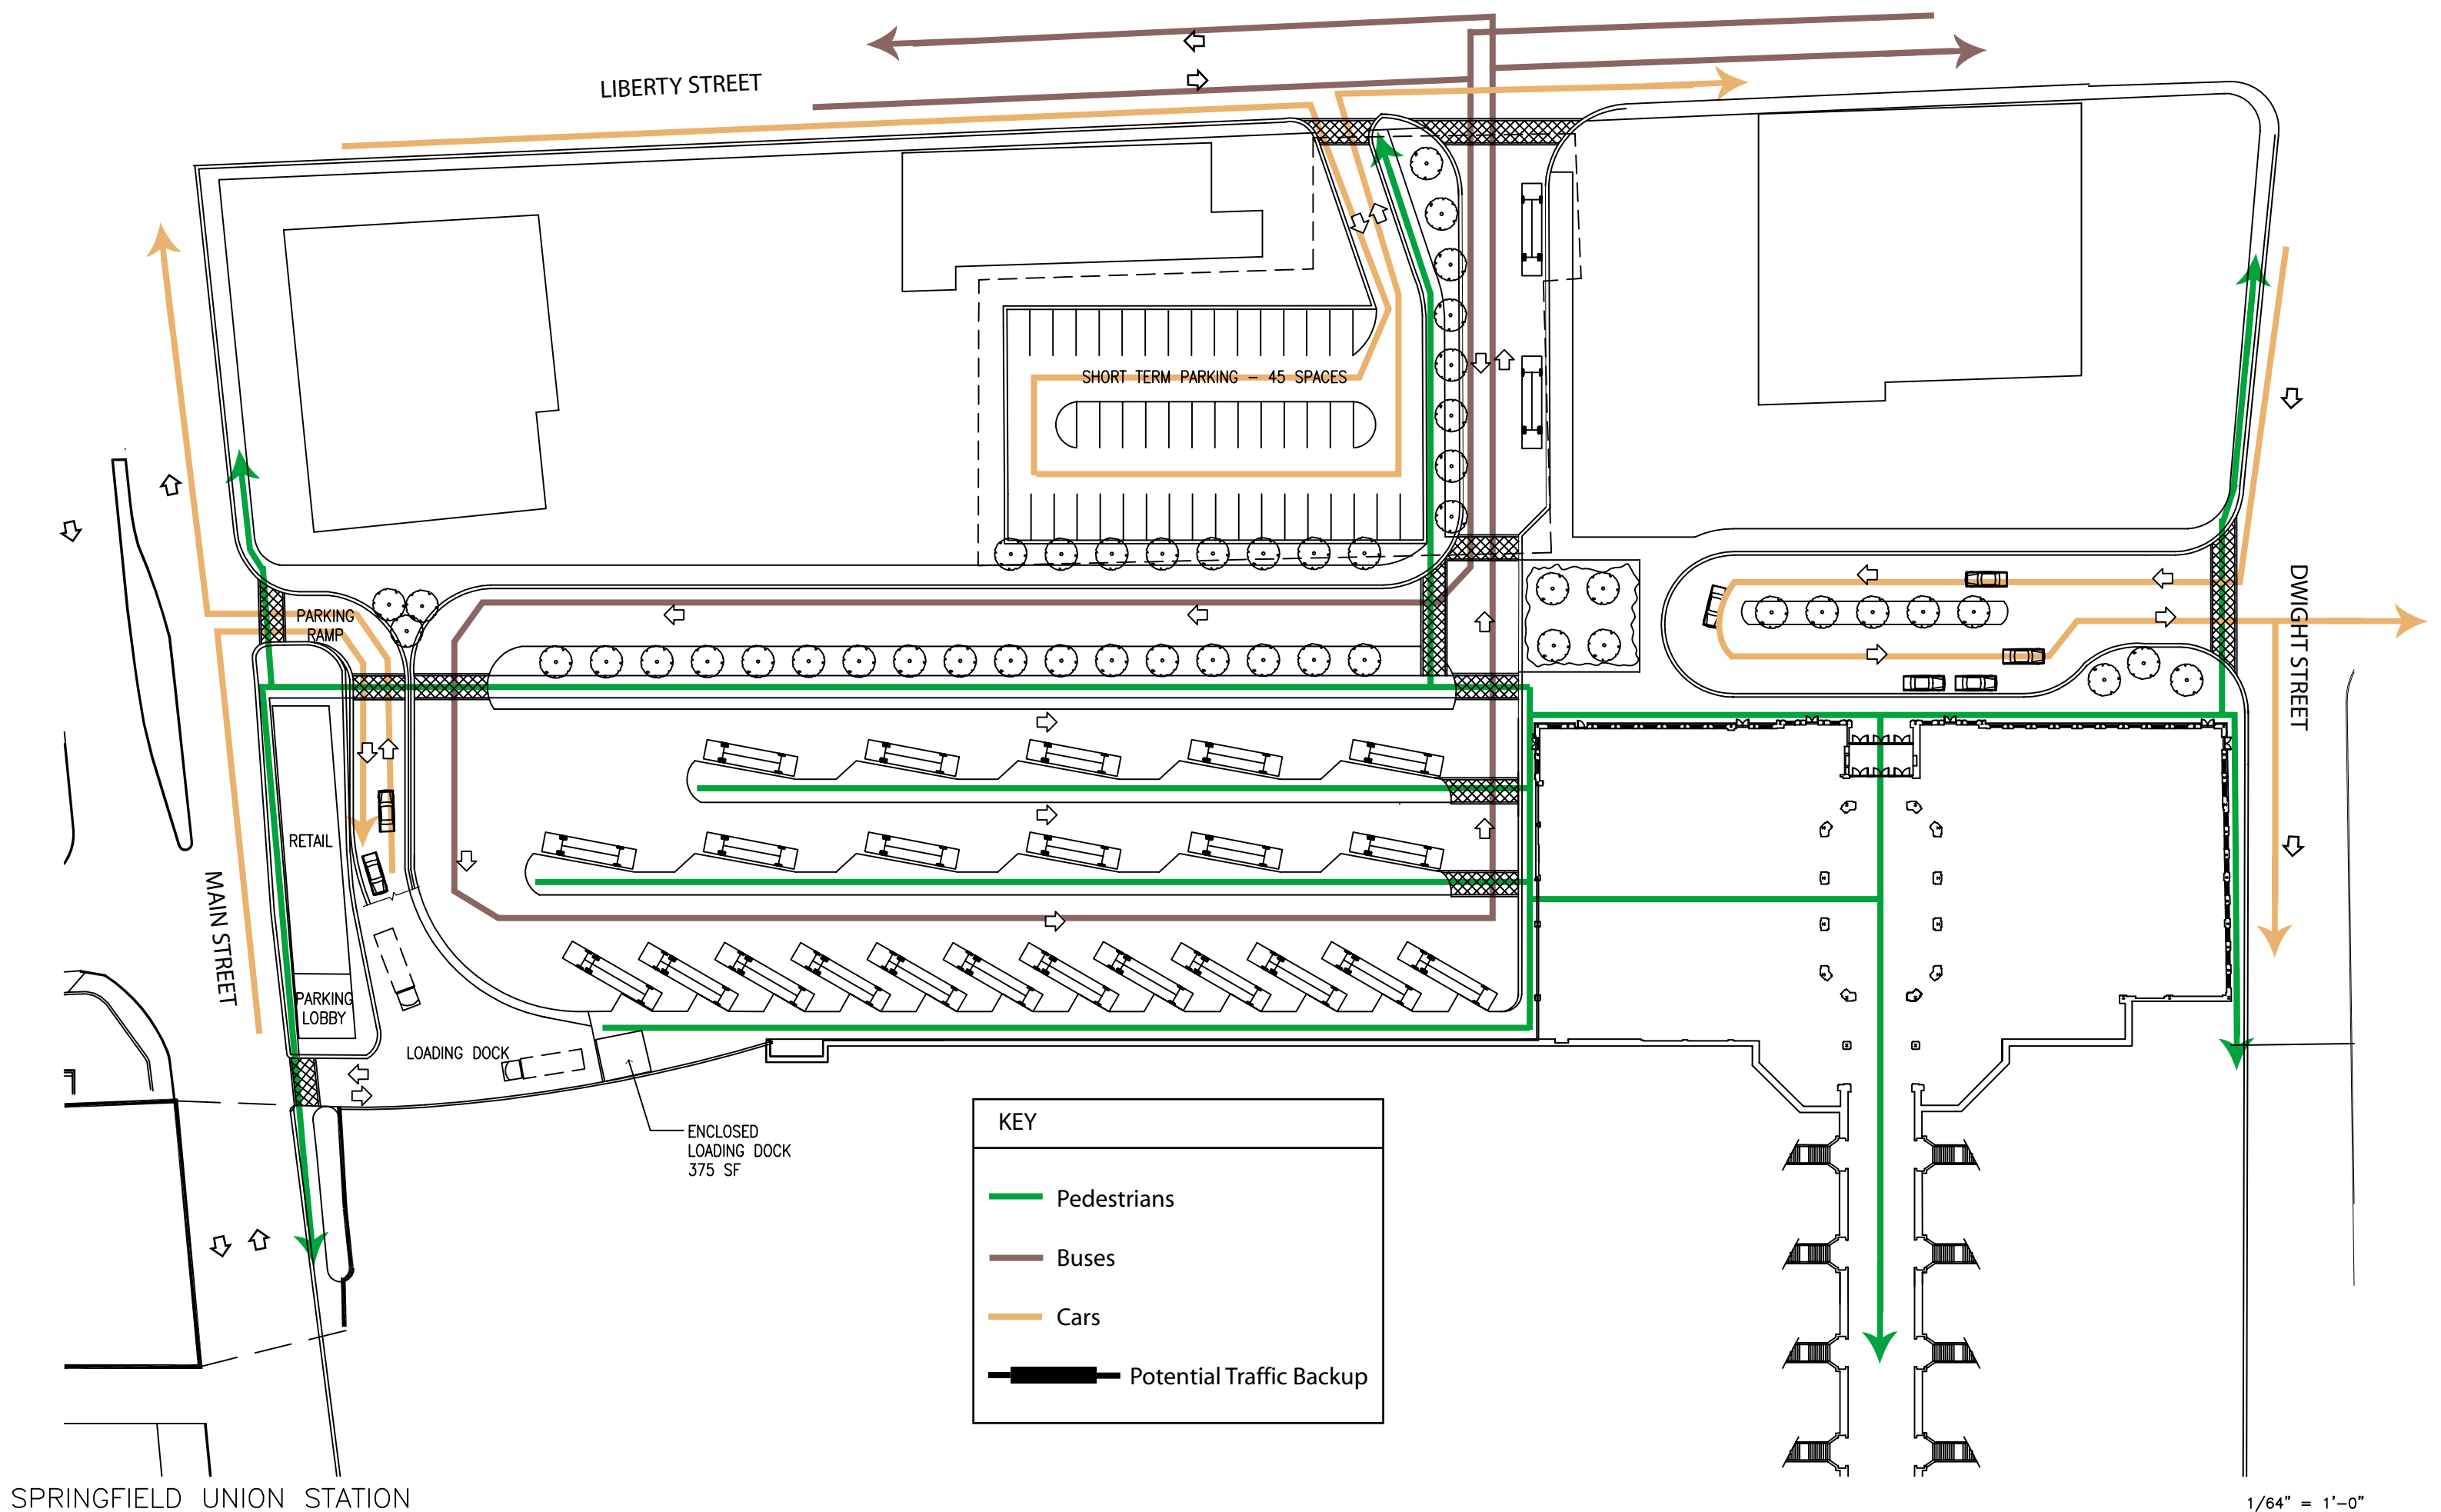 LIBERTY STREET
SHORT TERM PARKING - 45 SPACES
PARKING
RAMP
DWIGHT STREET
RETAIL
MAIN STREET
PARKING
LOBBY
LOADING DOCK
ENCLOSED
LOADING DOCK
375 SF
KEY
Pedestrians
Buses
Cars
Potential Traffic Backup
SPRINGFIELD UNION STATION
1/64" = 1'-0"